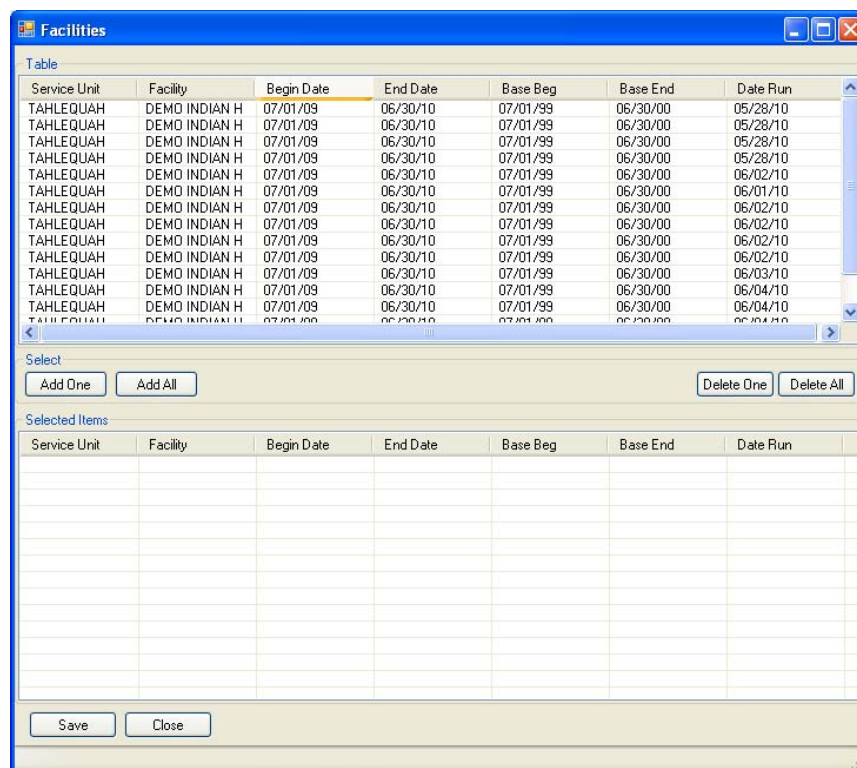 Facilities
Table
Service Unit Facility Begin Date End Date Base Beg Base End Date Run
TAHLEQUAH DEMO INDIAN H 07/01/09 06/30/10 07/01/99 06/30/00 05/28/10
TAHLEQUAH DEMO INDIAN H 07/01/09 06/30/10 07/01/99 06/30/00 05/28/10
TAHLEQUAH DEMO INDIAN H 07/01/09 06/30/10 07/01/99 06/30/00 05/28/10
TAHLEQUAH DEMO INDIAN H 07/01/09 06/30/10 07/01/99 06/30/00 05/28/10
TAHLEQUAH DEMO INDIAN H 07/01/09 06/30/10 07/01/99 06/30/00 06/02/10
TAHLEQUAH DEMO INDIAN H 07/01/09 06/30/10 07/01/99 06/30/00 06/01/10
TAHLEQUAH DEMO INDIAN H 07/01/09 06/30/10 07/01/99 06/30/00 06/02/10
TAHLEQUAH DEMO INDIAN H 07/01/09 06/30/10 07/01/99 06/30/00 06/02/10
TAHLEQUAH DEMO INDIAN H 07/01/09 06/30/10 07/01/99 06/30/00 06/02/10
TAHLEQUAH DEMO INDIAN H 07/01/09 06/30/10 07/01/99 06/30/00 06/02/10
TAHLEQUAH DEMO INDIAN H 07/01/09 06/30/10 07/01/99 06/30/00 06/03/10
TAHLEQUAH DEMO INDIAN H 07/01/09 06/30/10 07/01/99 06/30/00 06/04/10
TAHLEQUAH DEMO INDIAN H 07/01/09 06/30/10 07/01/99 06/30/00 06/04/10
Select
Add One Add All Delete One Delete All
Selected Items
Service Unit Facility Begin Date End Date Base Beg Base End Date Run
Save Close